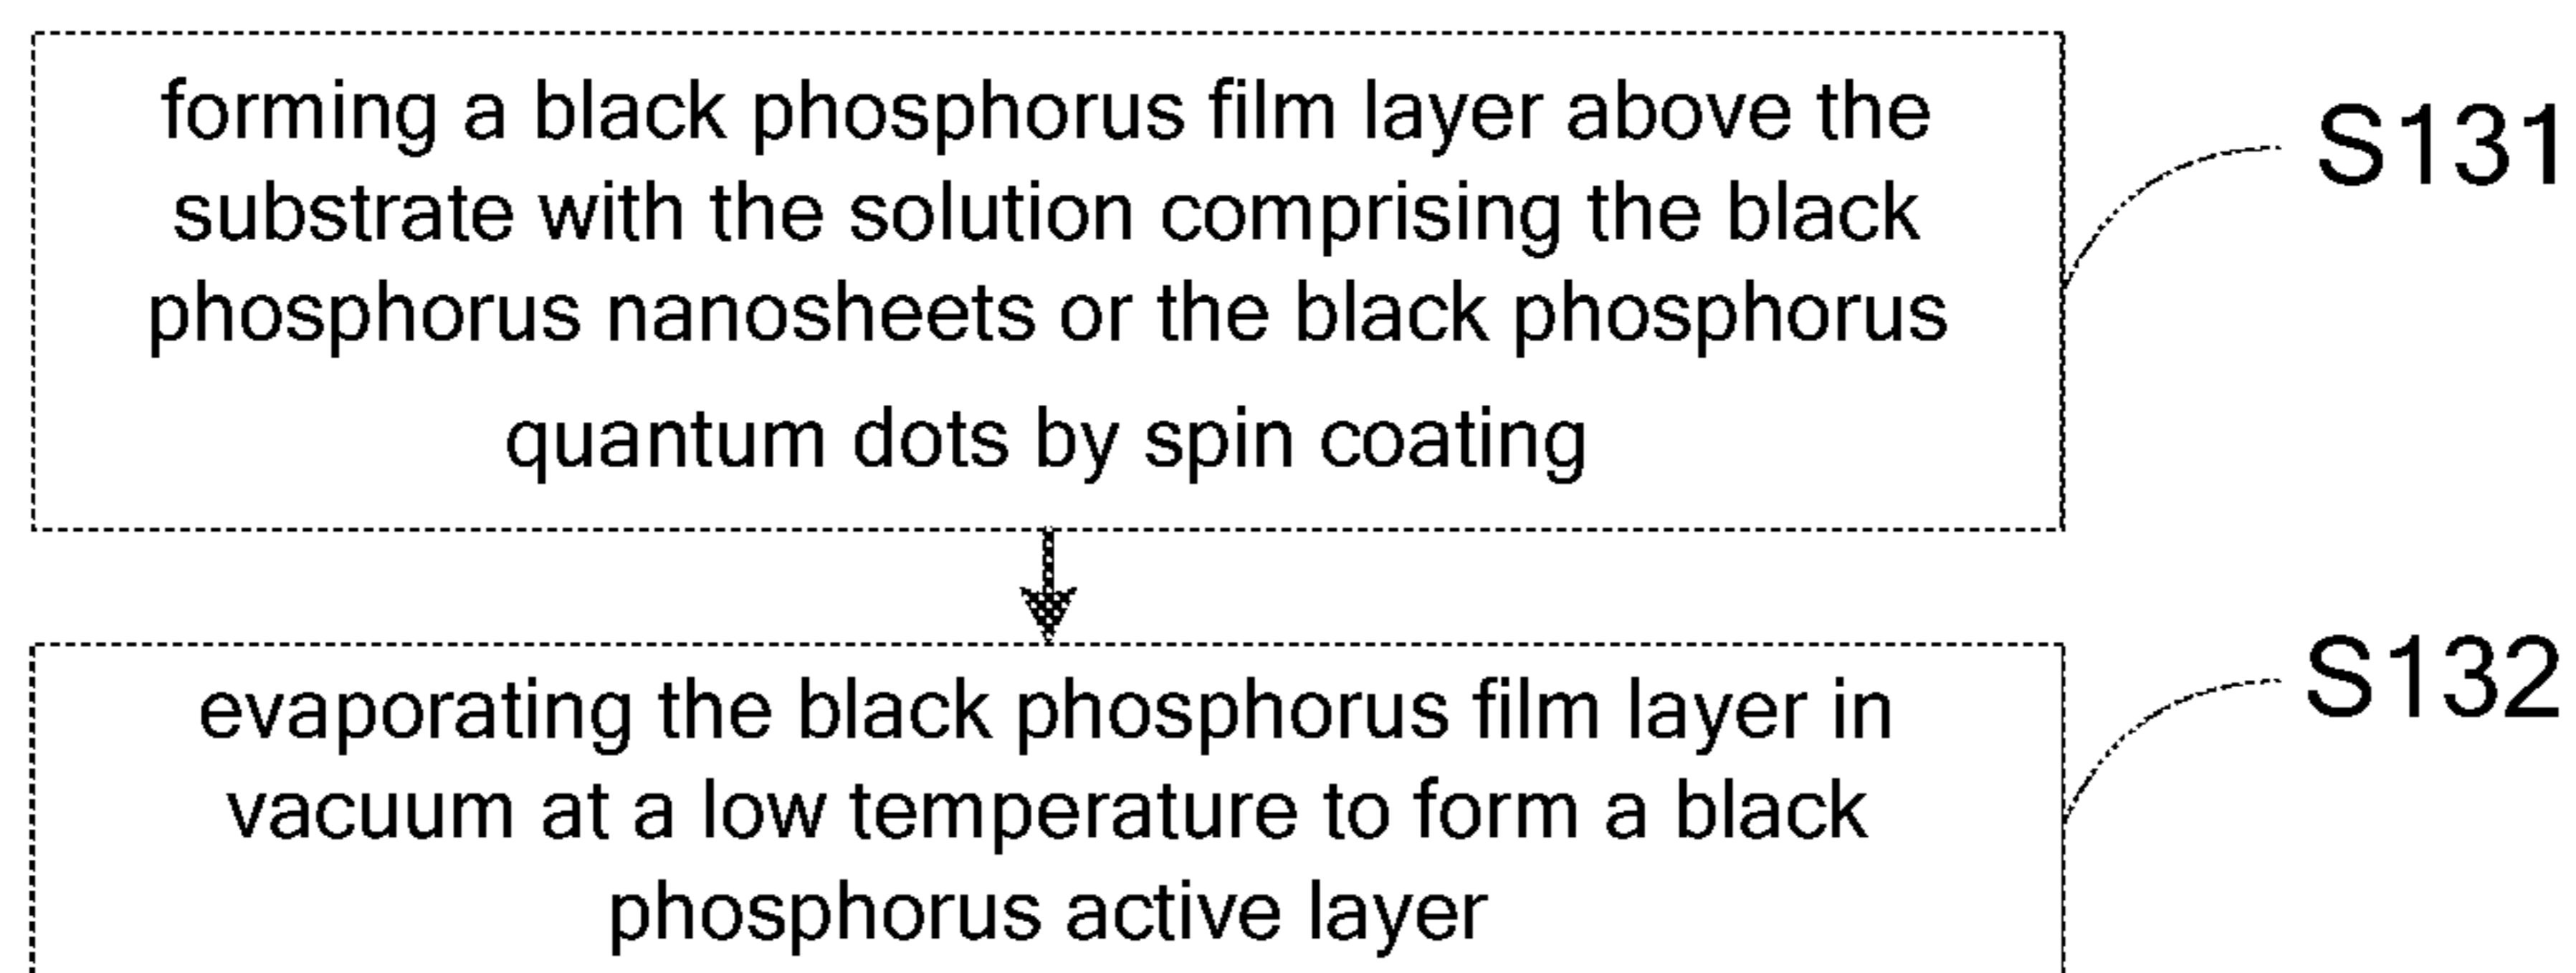 forming a black phosphorus film layer above the
substrate with the solution comprising the black
phosphorus nanosheets or the black phosphorus
quantum dots by spin coating
S131
evaporating the black phosphorus film layer in
vacuum at a low temperature to form a black
phosphorus active layer
S132